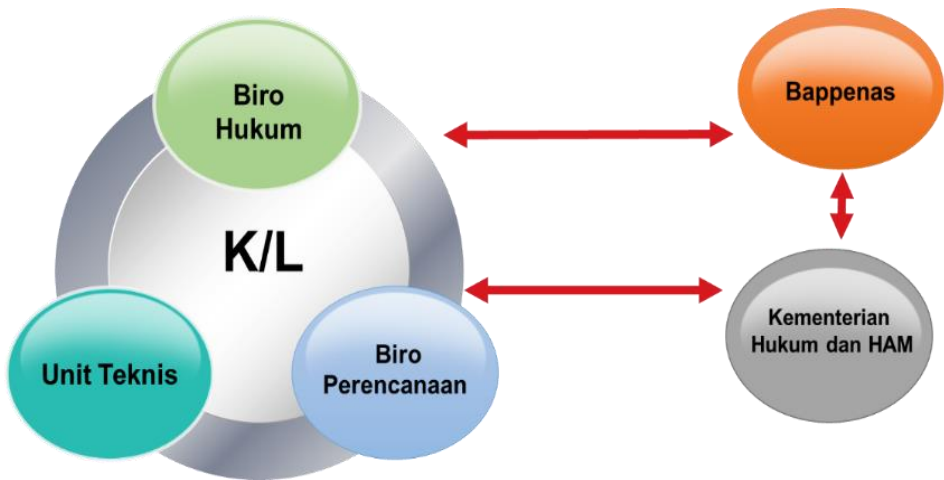 Biro
Hukum
Bappenas
K/L
Kementerian
Hukum dan HAM
Unit Teknis
Biro
Perencanaan